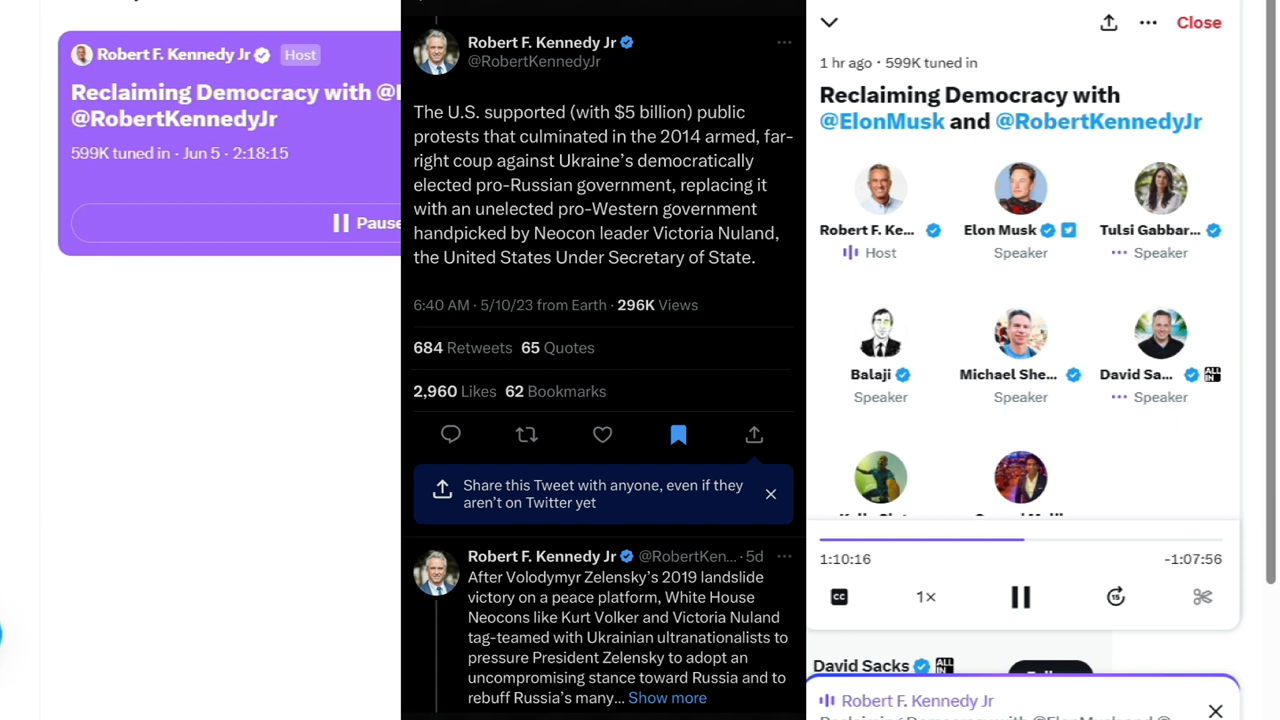 Robert F. Kennedy Jr Host
Reclaiming Democracy with
@RobertKennedyJr
599K tuned in · Jun 5 · 2:18:15
Pause
Robert F. Kennedy Jr
@RobertKennedyJr
The U.S. supported (with $5 billion) public
protests that culminated in the 2014 armed, far-
right coup against Ukraine’s democratically
elected pro-Russian government, replacing it
with an unelected pro-Western government
handpicked by Neocon leader Victoria Nuland,
the United States Under Secretary of State.
6:40 AM · 5/10/23 from Earth · 296K Views
684 Retweets 65 Quotes
2,960 Likes 62 Bookmarks
Share this Tweet with anyone, even if they
aren’t on Twitter yet
Robert F. Kennedy Jr @RobertKen... · 5d
After Volodymyr Zelensky’s 2019 landslide
victory on a peace platform, White House
Neocons like Kurt Volker and Victoria Nuland
tag-teamed with Ukrainian ultranationalists to
pressure President Zelensky to adopt an
uncompromising stance toward Russia and to
rebuff Russia’s many... Show more
Close
1 hr ago · 599K tuned in
Reclaiming Democracy with
@ElonMusk and @RobertKennedyJr
Robert F. Ke... Elon Musk Tulsi Gabbar...
Host Speaker Speaker
Balaji Michael She... David Sa... ALL IN
Speaker Speaker Speaker
1:10:16 -1:07:56
CC 1× 15
David Sacks ALL IN
Robert F. Kennedy Jr